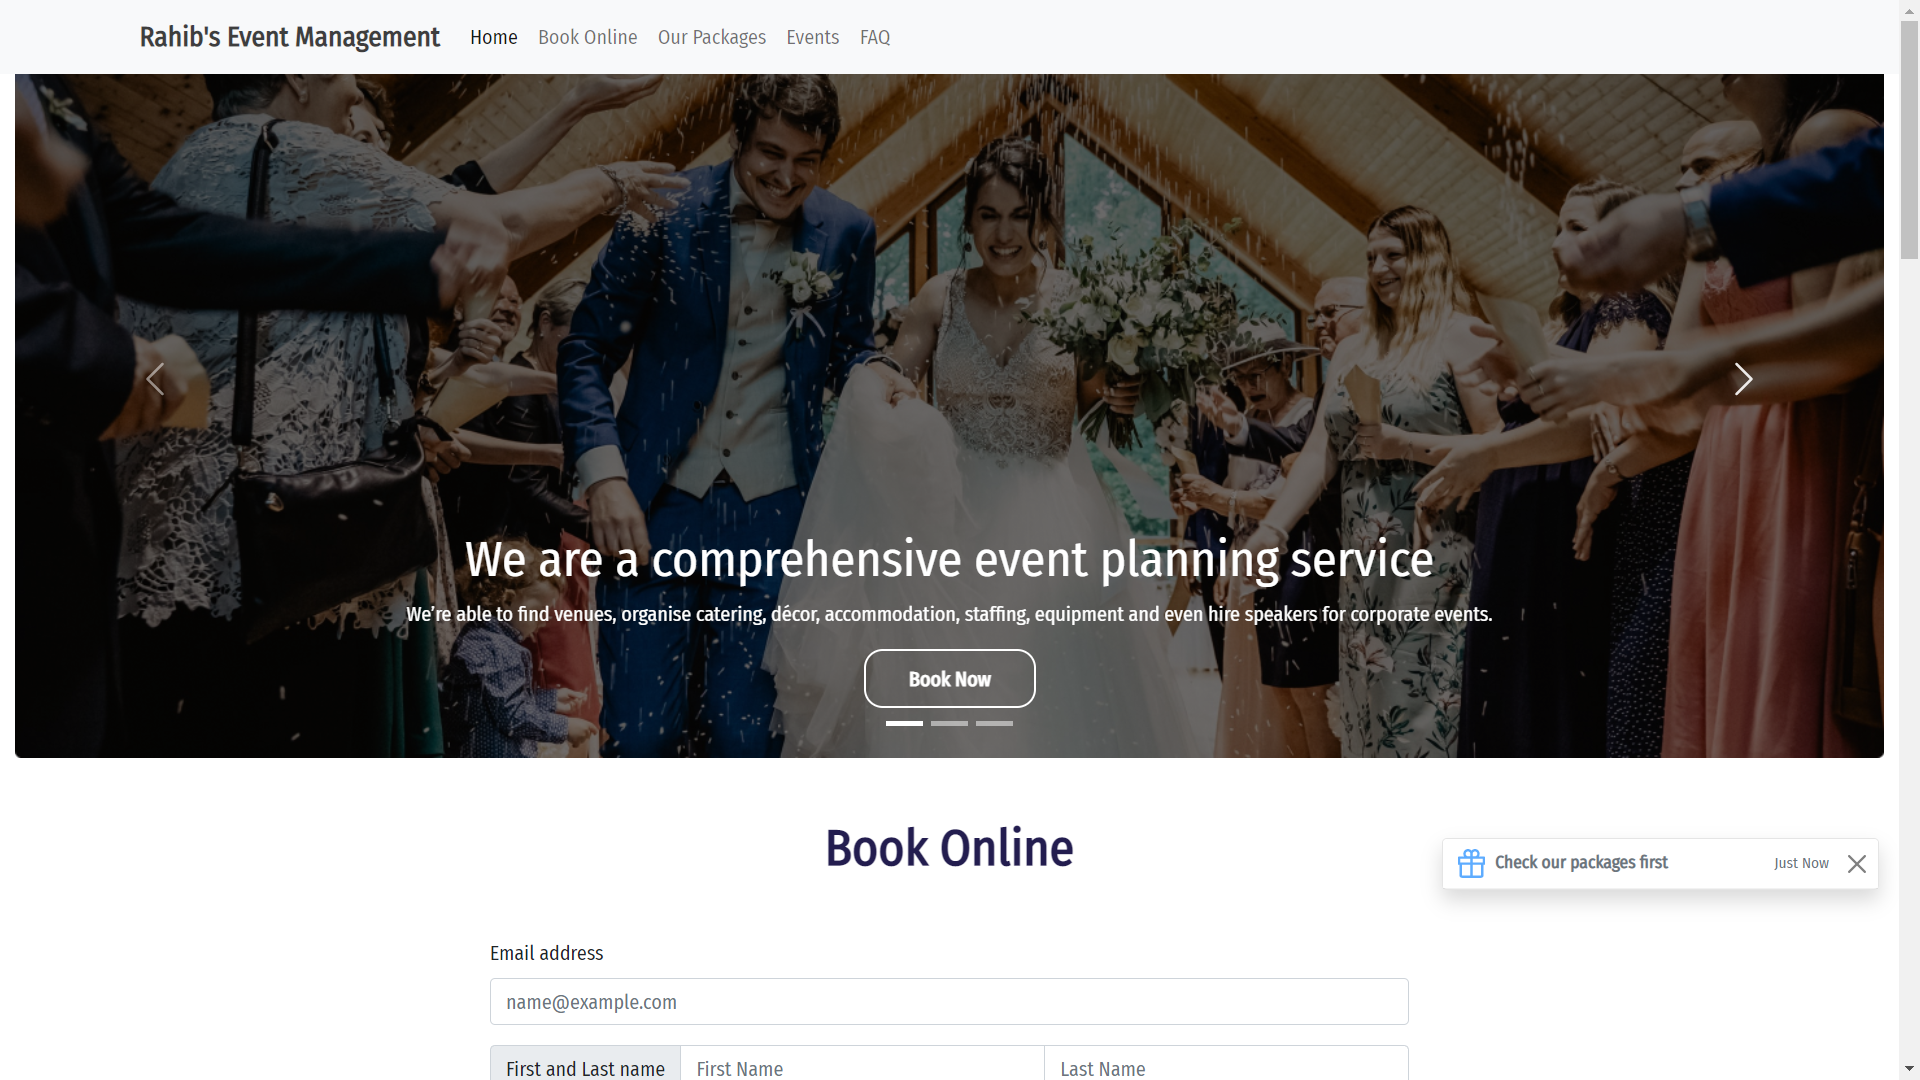 Rahib's Event Management
Home
Book Online
Our Packages
Events
FAQ
We are a comprehensive event planning service
We’re able to find venues, organise catering, décor, accommodation, staffing, equipment and even hire speakers for corporate events.
Book Now
Book Online
Check our packages first
Just Now
Email address
name@example.com
First and Last name
First Name
Last Name